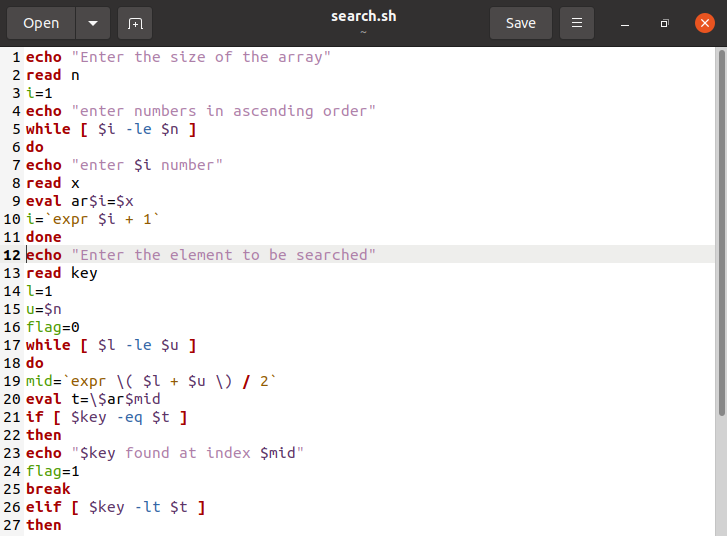 Open
search.sh
~
Save
1 echo "Enter the size of the array"
2 read n
3 i=1
4 echo "enter numbers in ascending order"
5 while [ $i -le $n ]
6 do
7 echo "enter $i number"
8 read x
9 eval ar$i=$x
10 i=`expr $i + 1`
11 done
12 echo "Enter the element to be searched"
13 read key
14 l=1
15 u=$n
16 flag=0
17 while [ $l -le $u ]
18 do
19 mid=`expr \( $l + $u \) / 2`
20 eval t=\$ar$mid
21 if [ $key -eq $t ]
22 then
23 echo "$key found at index $mid"
24 flag=1
25 break
26 elif [ $key -lt $t ]
27 then